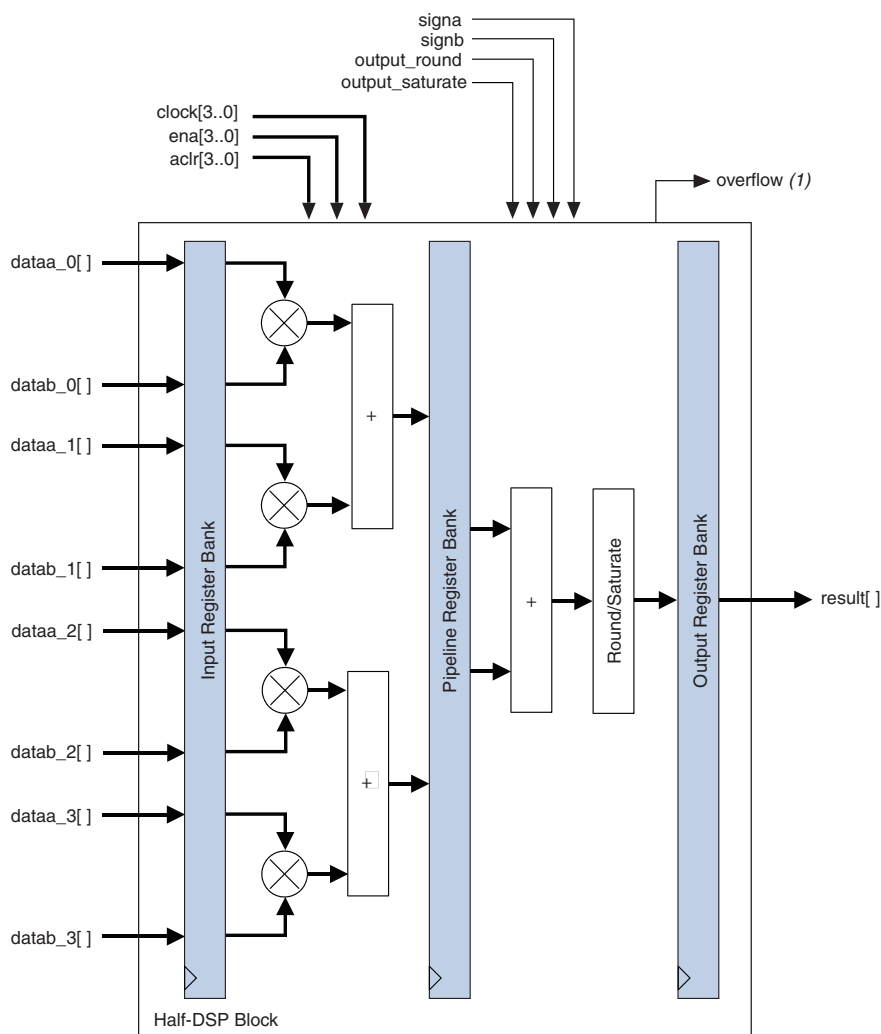 signa
signb
output_round
output_saturate
clock[3..0]
ena[3..0]
aclr[3..0]
overflow (1)
dataa_0[ ]
datab_0[ ]
dataa_1[ ]
datab_1[ ]
dataa_2[ ]
datab_2[ ]
dataa_3[ ]
datab_3[ ]
Input Register Bank
+
+
Pipeline Register Bank
+
Round/Saturate
Output Register Bank
result[ ]
Half-DSP Block